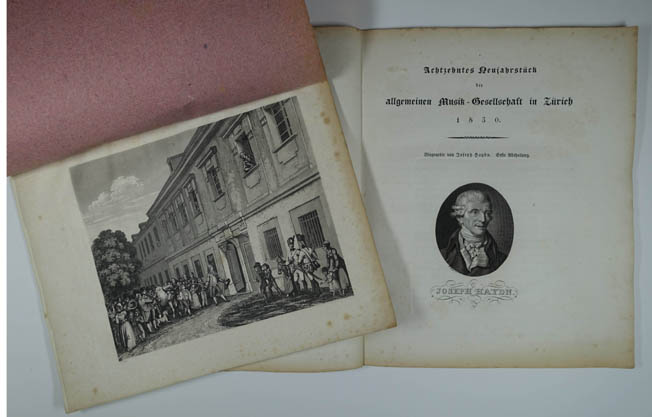 Achtzehntes Neujahrstück
der
allgemeinen Musik-Gesellschaft in Zürich
1830.
Biographie von Joseph Haydn. Erste Abtheilung.
JOSEPH HAYDN.